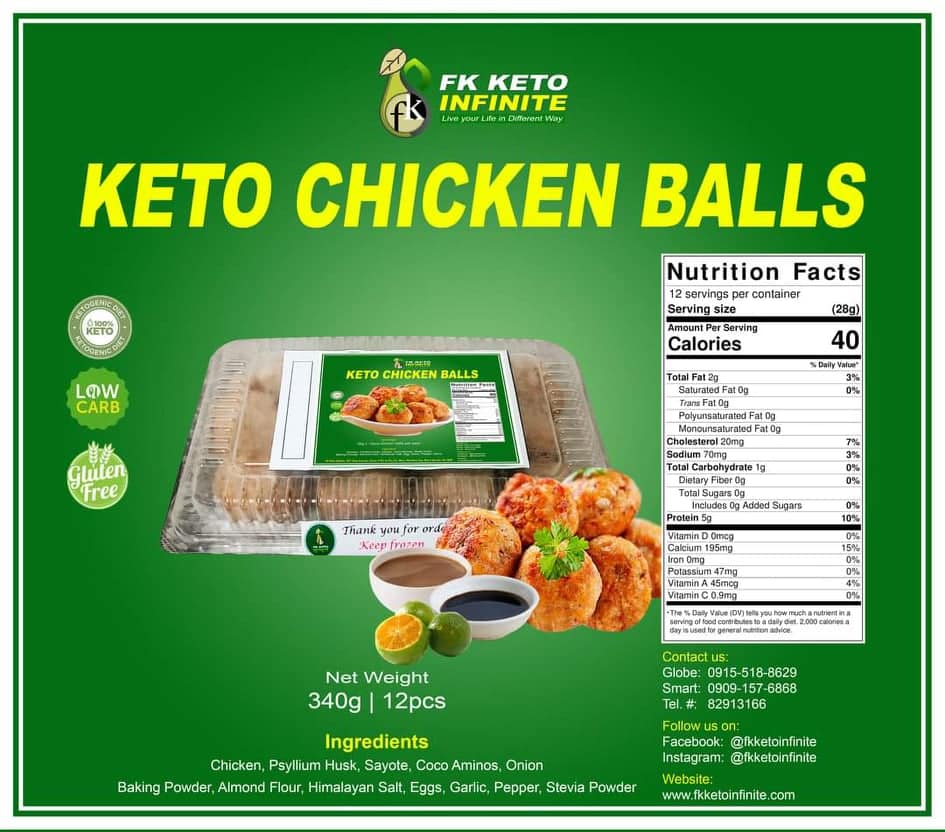 fk
FK KETO
INFINITE
Live your Life in Different Way
KETO CHICKEN BALLS
KETOGENIC DIET
100%
KETO
KETOGENIC DIET
LOW
CARB
Gluten
Free
FK KETO
INFINITE
KETO CHICKEN BALLS
Nutrition Facts
Thank you for orde
Keep frozen
Net Weight
340g | 12pcs
Ingredients
Chicken, Psyllium Husk, Sayote, Coco Aminos, Onion
Baking Powder, Almond Flour, Himalayan Salt, Eggs, Garlic, Pepper, Stevia Powder
Nutrition Facts
12 servings per container
Serving size (28g)
Amount Per Serving
Calories 40
% Daily Value*
Total Fat 2g 3%
Saturated Fat 0g 0%
Trans Fat 0g
Polyunsaturated Fat 0g
Monounsaturated Fat 0g
Cholesterol 20mg 7%
Sodium 70mg 3%
Total Carbohydrate 1g 0%
Dietary Fiber 0g 0%
Total Sugars 0g
Includes 0g Added Sugars 0%
Protein 5g 10%
Vitamin D 0mcg 0%
Calcium 195mg 15%
Iron 0mg 0%
Potassium 47mg 0%
Vitamin A 45mcg 4%
Vitamin C 0.9mg 0%
*The % Daily Value (DV) tells you how much a nutrient in a
serving of food contributes to a daily diet. 2,000 calories a
day is used for general nutrition advice.
Contact us:
Globe: 0915-518-8629
Smart: 0909-157-6868
Tel. #: 82913166
Follow us on:
Facebook: @fkketoinfinite
Instagram: @fkketoinfinite
Website:
www.fkketoinfinite.com